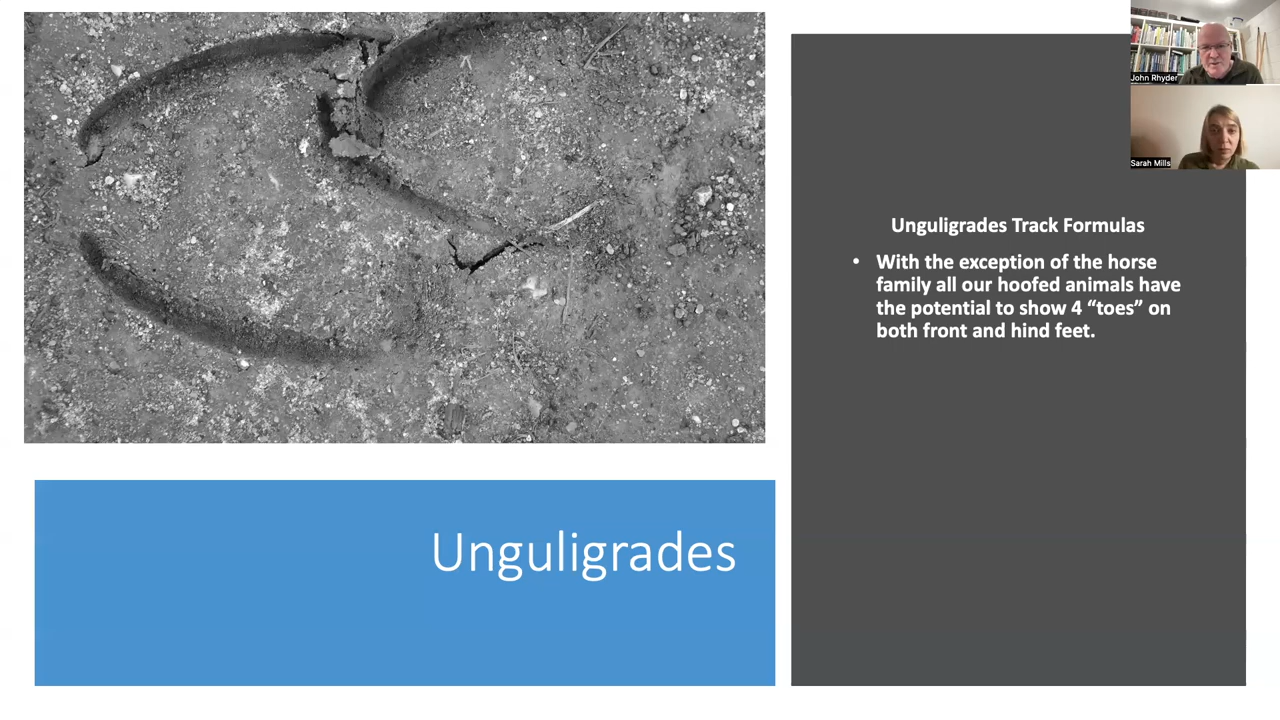 John Rhyder
Sarah Mills
Unguligrades Track Formulas
• With the exception of the horse
family all our hoofed animals have
the potential to show 4 “toes” on
both front and hind feet.
Unguligrades